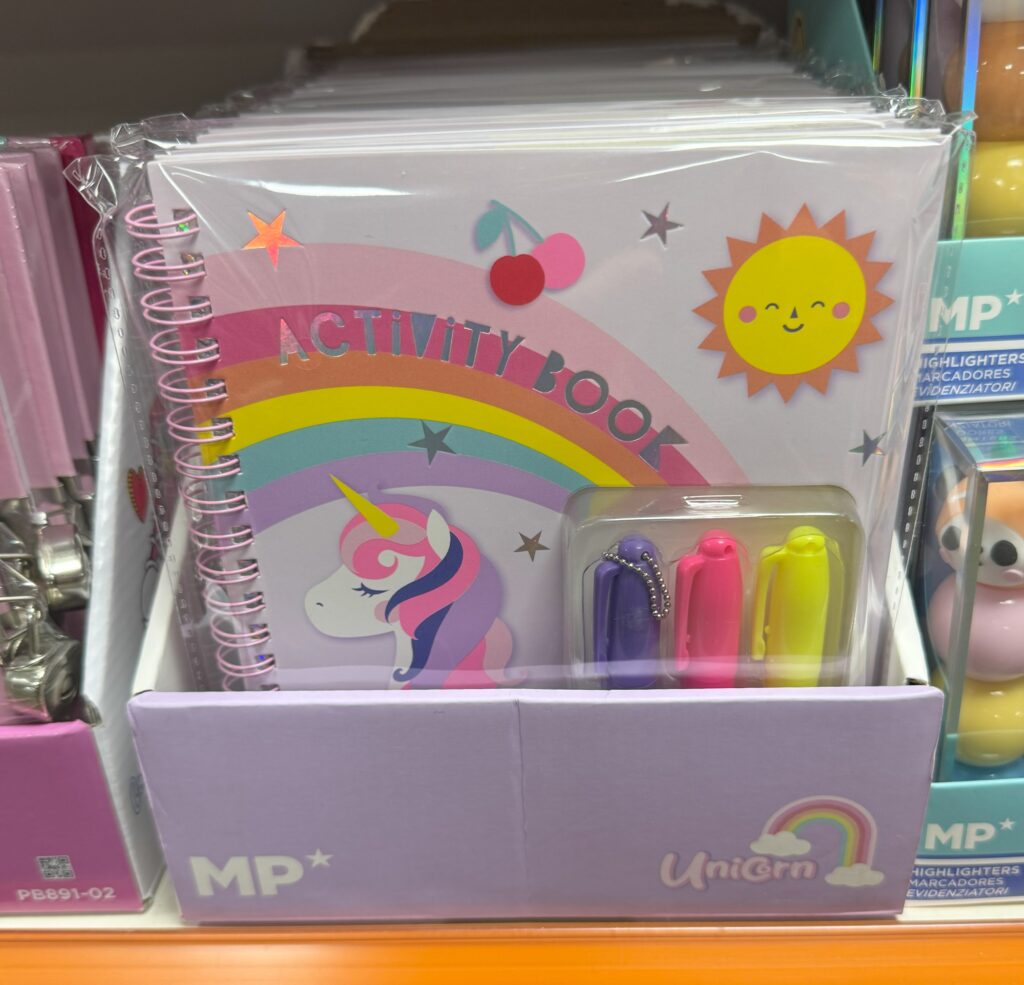 ACTiViTY BOOK
MP
UniCorn
PB891-02
MP
HIGHLIGHTERS
MARCADORES
EVIDENZIATORI
MP
HIGHLIGHTERS
MARCADORES
EVIDENZIATORI